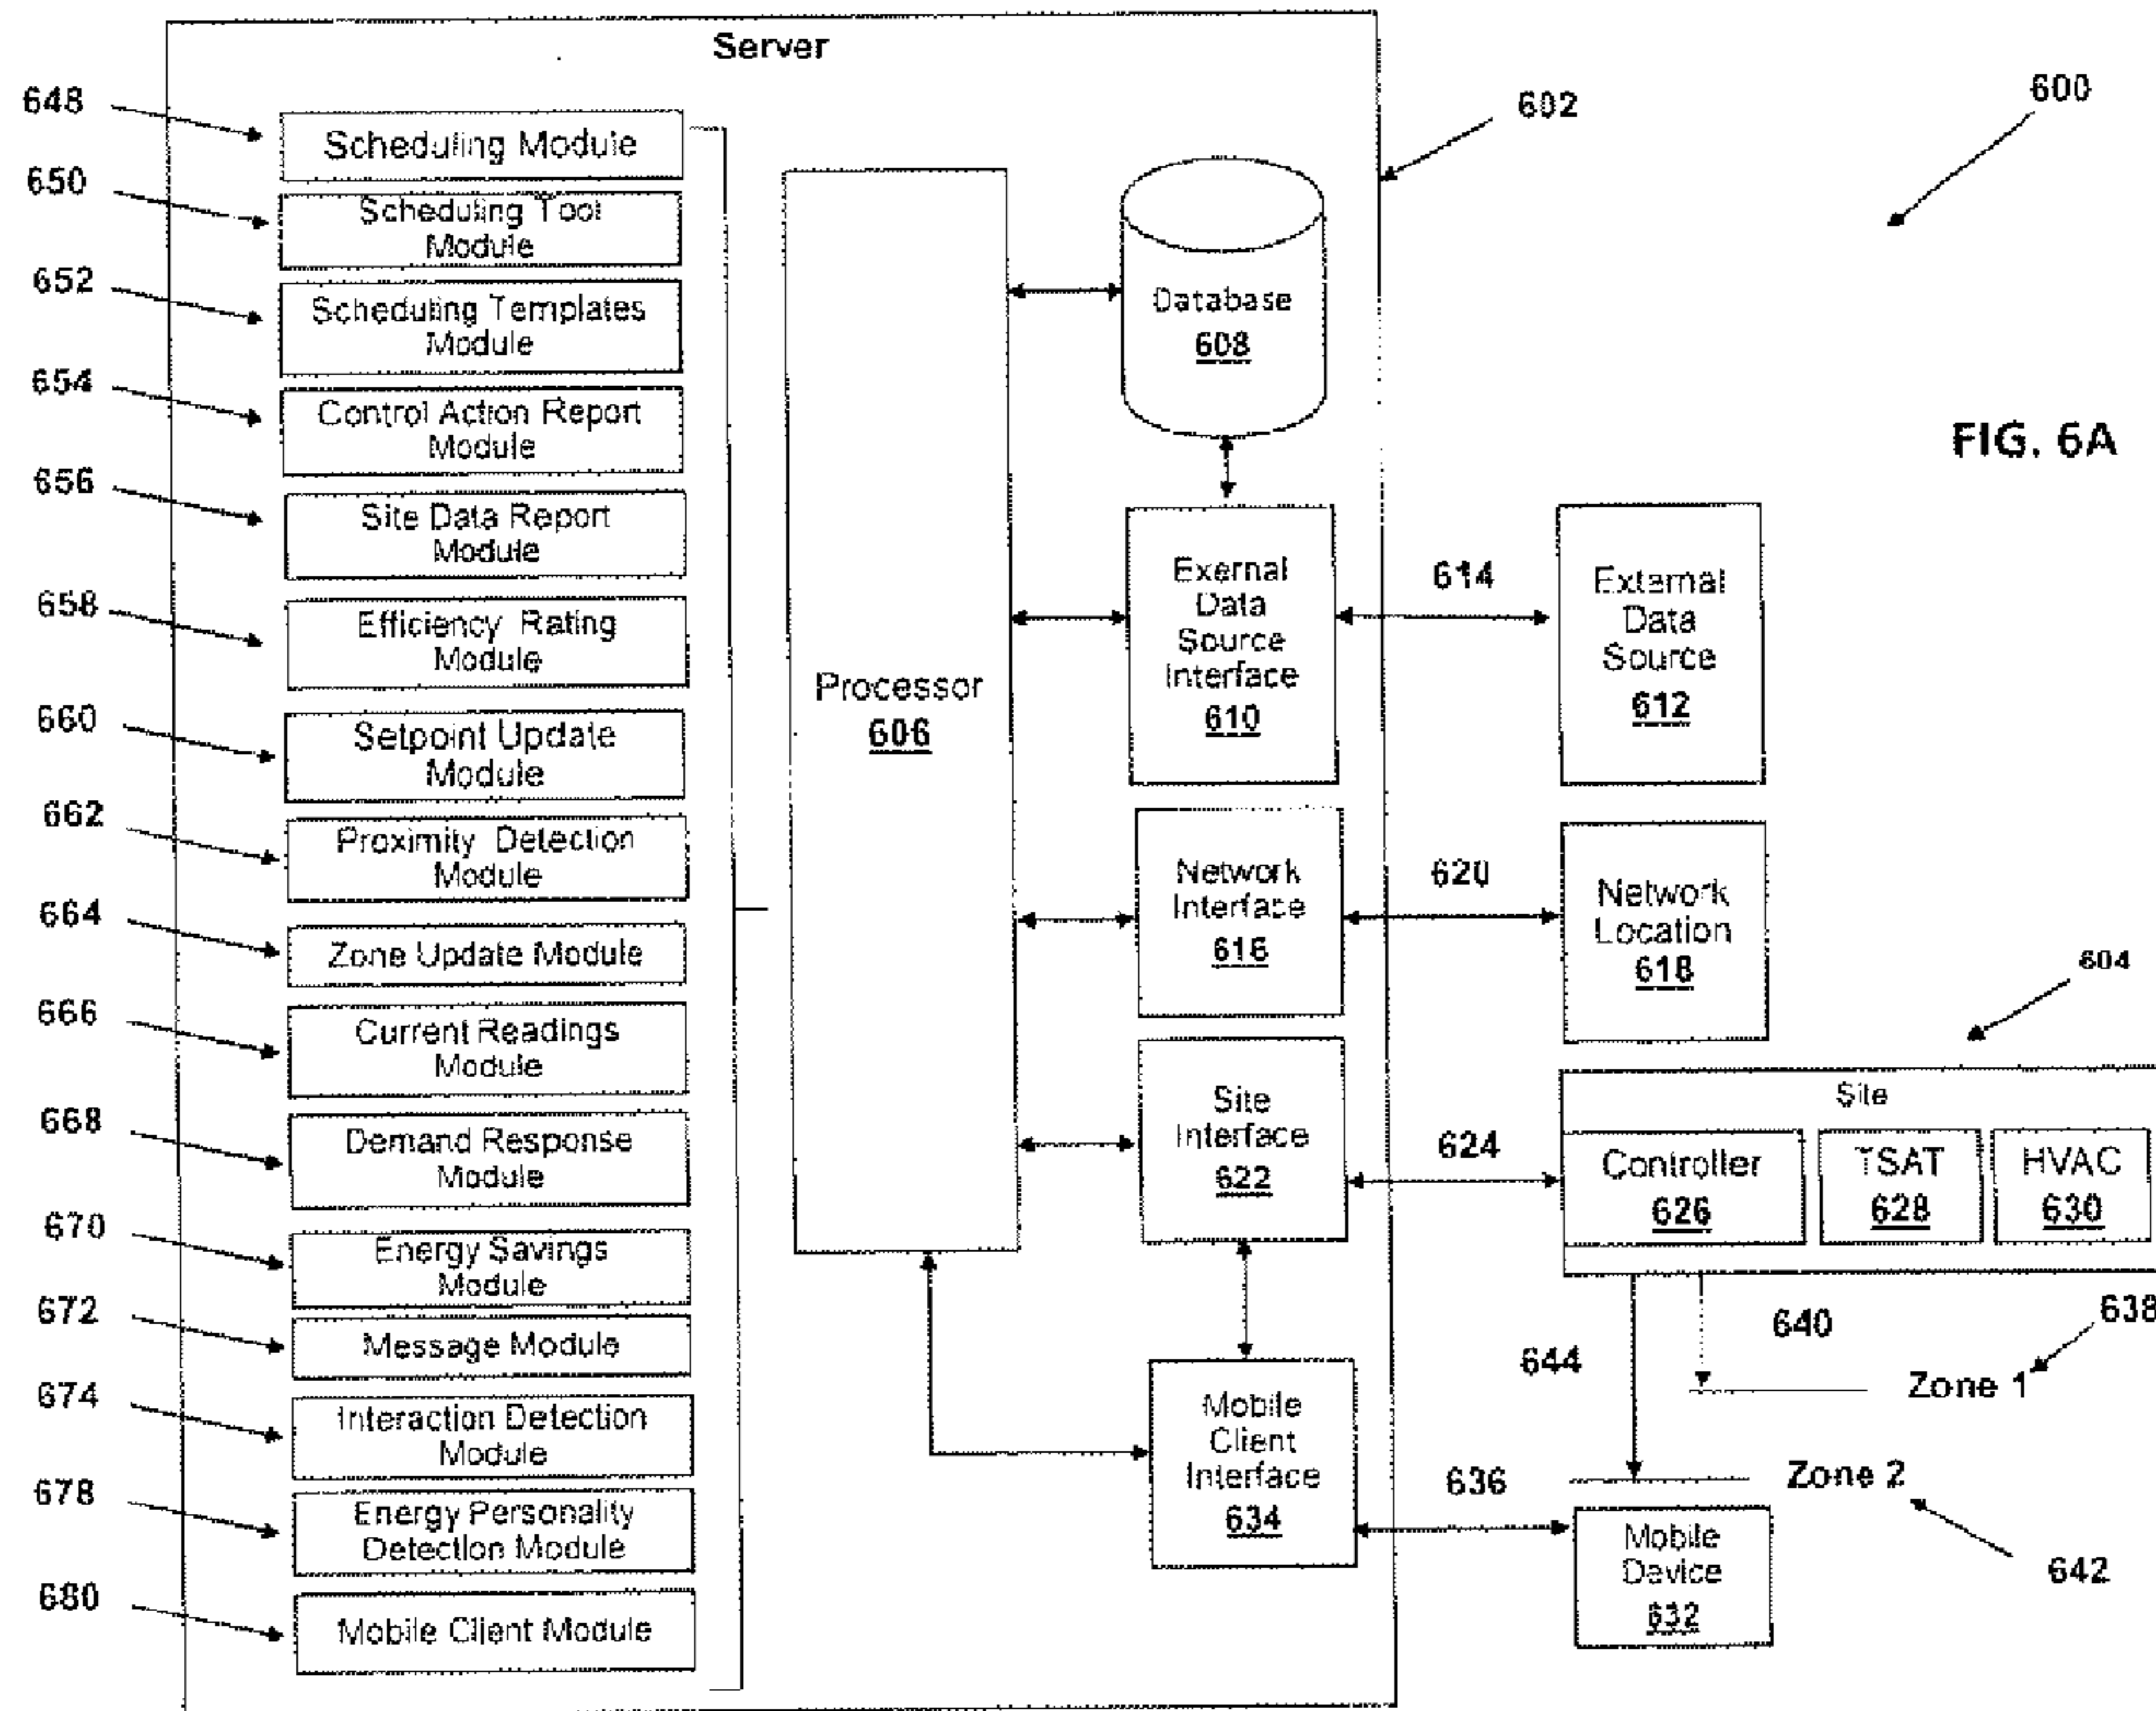 Server
648
Scheduling Module
650
Scheduling Tool
Module
652
Scheduling Templates
Module
654
Control Action Report
Module
656
Site Data Report
Module
658
Efficiency Rating
Module
660
Setpoint Update
Module
662
Proximity Detection
Module
664
Zone Update Module
666
Current Readings
Module
668
Demand Response
Module
670
Energy Savings
Module
672
Message Module
674
Interaction Detection
Module
678
Energy Personality
Detection Module
680
Mobile Client Module
Processor
606
Database
608
Exernal
Data
Source
Interface
610
Network
Interface
616
Site
Interface
622
Mobile
Client
Interface
634
602
600
FIG. 6A
614
External
Data
Source
612
620
Network
Location
618
604
624
Site
Controller
626
TSAT
628
HVAC
630
638
640
644
Zone 1
Zone 2
636
Mobile
Device
632
642